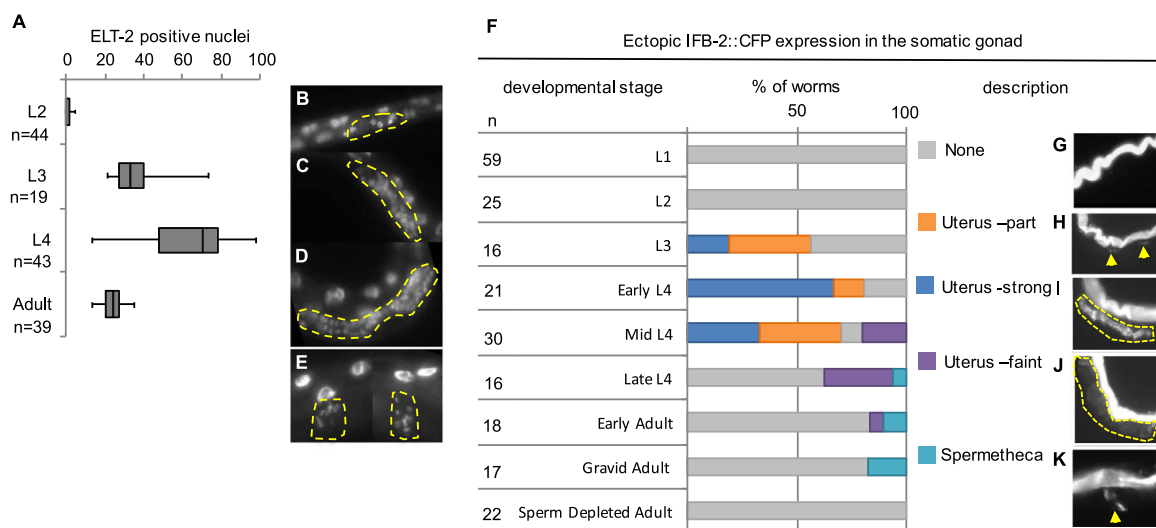 A
ELT-2 positive nuclei
0 20 40 60 80 100
L2
n=44
L3
n=19
L4
n=43
Adult
n=39
B
C
D
E
F
Ectopic IFB-2::CFP expression in the somatic gonad
developmental stage % of worms description
n 50 100
59 L1
25 L2
16 L3
21 Early L4
30 Mid L4
16 Late L4
18 Early Adult
17 Gravid Adult
22 Sperm Depleted Adult
None
Uterus –part
Uterus -strong
Uterus –faint
Spermetheca
G
H
I
J
K